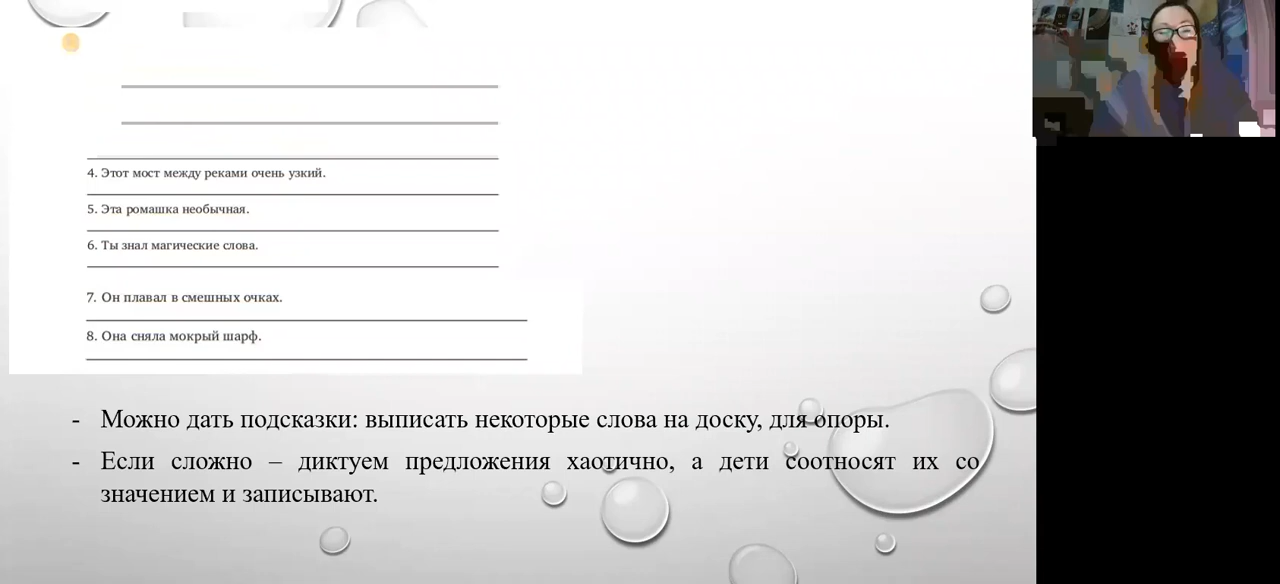 4. Этот мост между реками очень узкий.
5. Эта ромашка необычная.
6. Ты знал магические слова.
7. Он плавал в смешных очках.
8. Она сняла мокрый шарф.
- Можно дать подсказки: выписать некоторые слова на доску, для опоры.
- Если сложно – диктуем предложения хаотично, а дети соотносят их со
значением и записывают.